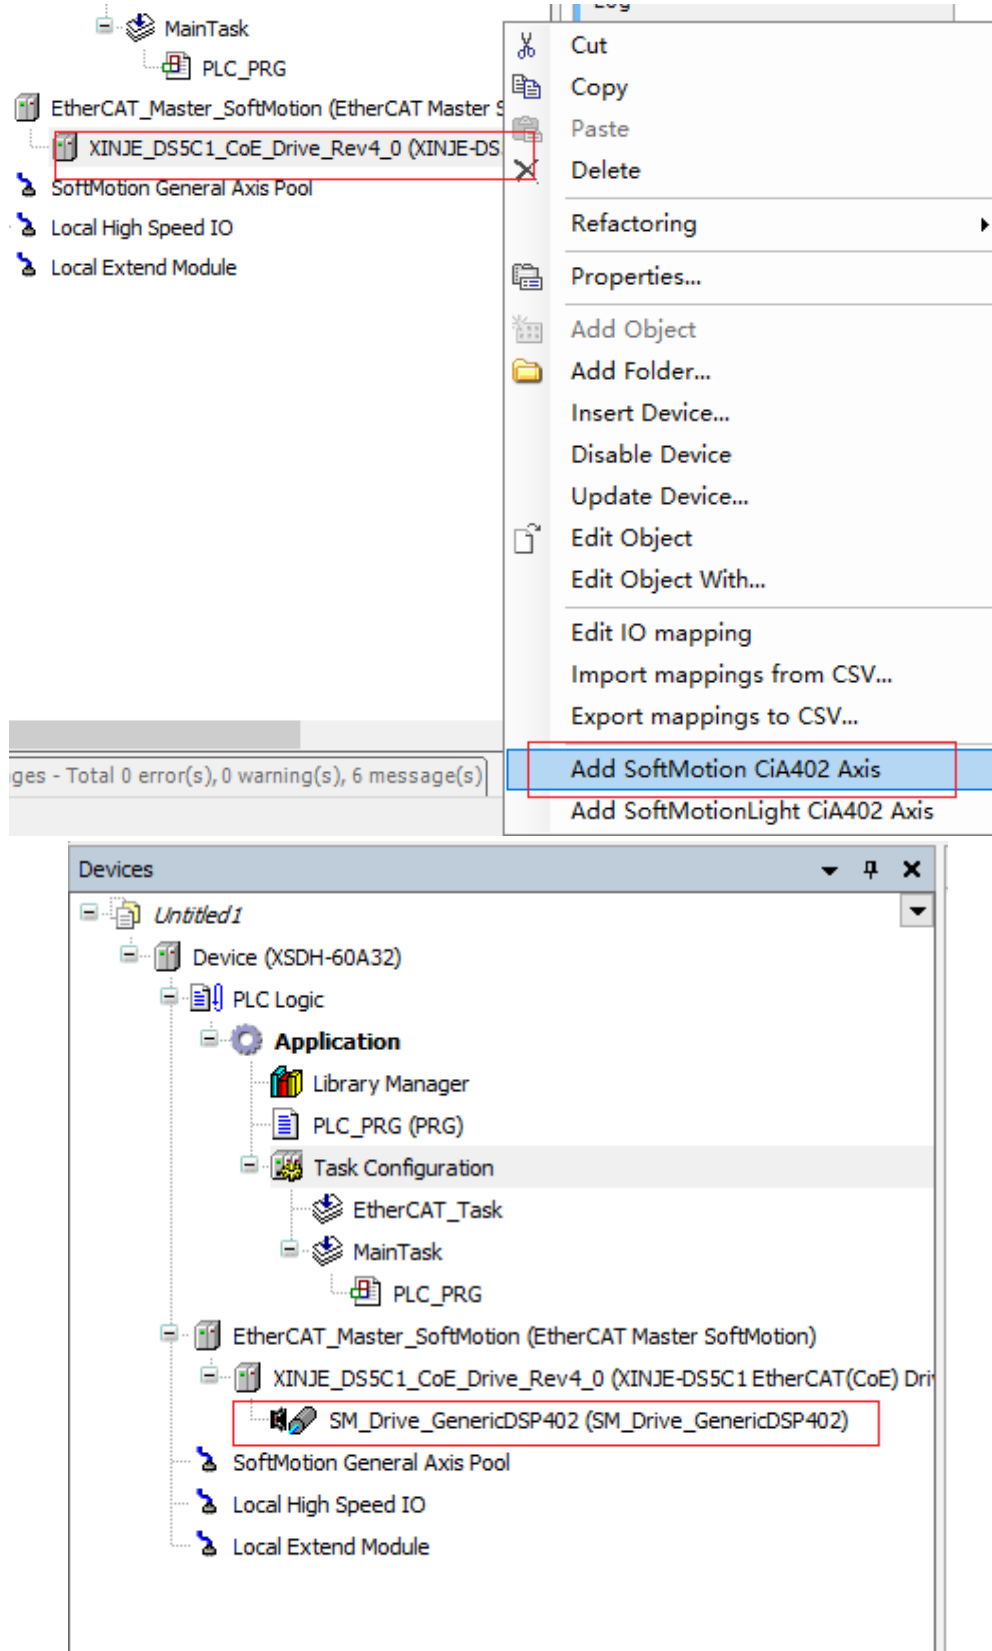 Log
MainTask
PLC_PRG
EtherCAT_Master_SoftMotion (EtherCAT Master S
XINJE_DS5C1_CoE_Drive_Rev4_0 (XINJE-DS
SoftMotion General Axis Pool
Local High Speed IO
Local Extend Module
ges - Total 0 error(s), 0 warning(s), 6 message(s)
Cut
Copy
Paste
Delete
Refactoring
Properties...
Add Object
Add Folder...
Insert Device...
Disable Device
Update Device...
Edit Object
Edit Object With...
Edit IO mapping
Import mappings from CSV...
Export mappings to CSV...
Add SoftMotion CiA402 Axis
Add SoftMotionLight CiA402 Axis
Devices
Untitled1
Device (XSDH-60A32)
PLC Logic
Application
Library Manager
PLC_PRG (PRG)
Task Configuration
EtherCAT_Task
MainTask
PLC_PRG
EtherCAT_Master_SoftMotion (EtherCAT Master SoftMotion)
XINJE_DS5C1_CoE_Drive_Rev4_0 (XINJE-DS5C1 EtherCAT(CoE) Dri
SM_Drive_GenericDSP402 (SM_Drive_GenericDSP402)
SoftMotion General Axis Pool
Local High Speed IO
Local Extend Module